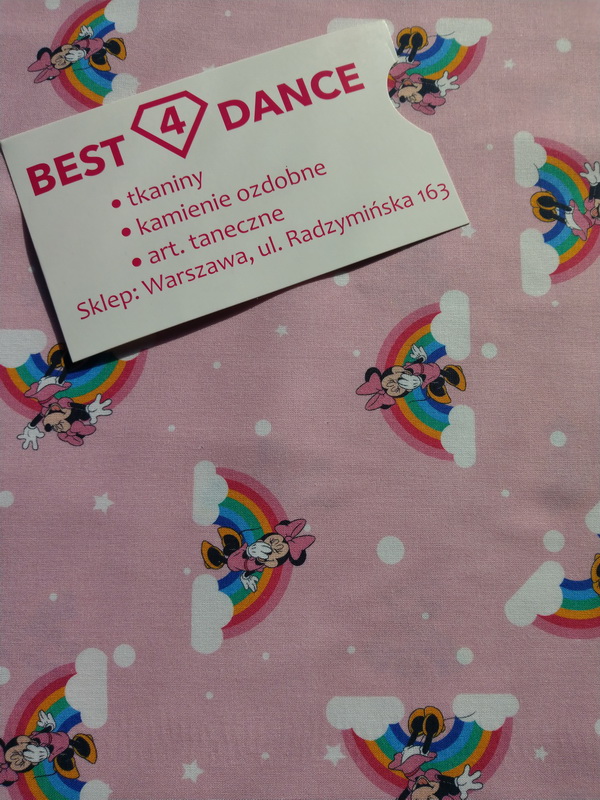 BEST 4 DANCE
• tkaniny
• kamienie ozdobne
• art. taneczne
Sklep: Warszawa, ul. Radzymińska 163